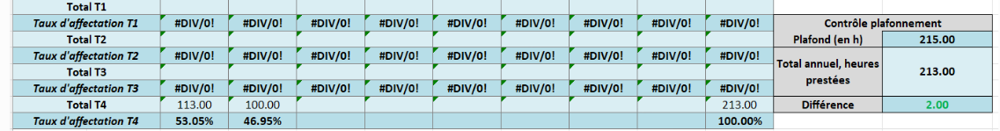 Total T1
Taux d'affectation T1 #DIV/0! #DIV/0! #DIV/0! #DIV/0! #DIV/0! #DIV/0! #DIV/0! #DIV/0! #DIV/0! Contrôle plafonnement
Total T2 Plafond (en h) 215.00
Taux d'affectation T2 #DIV/0! #DIV/0! #DIV/0! #DIV/0! #DIV/0! #DIV/0! #DIV/0! #DIV/0! #DIV/0!
Total T3 Total annuel, heures prestées 213.00
Taux d'affectation T3 #DIV/0! #DIV/0! #DIV/0! #DIV/0! #DIV/0! #DIV/0! #DIV/0! #DIV/0! #DIV/0!
Total T4 113.00 100.00 213.00 Différence 2.00
Taux d'affectation T4 53.05% 46.95% 100.00%